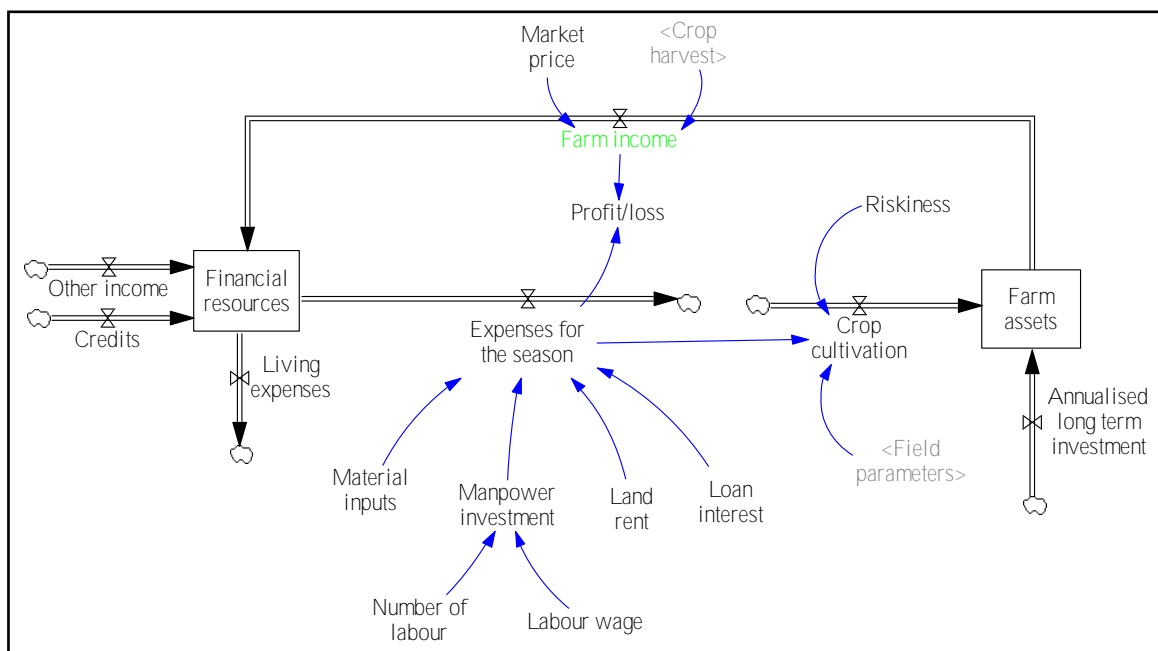 Market
price
<Crop
harvest>
Farm income
Profit/loss
Riskiness
Other income
Credits
Financial
resources
Living
expenses
Expenses for
the season
Crop
cultivation
Farm
assets
Annualised
long term
investment
<Field
parameters>
Material
inputs
Manpower
investment
Land
rent
Loan
interest
Number of
labour
Labour wage